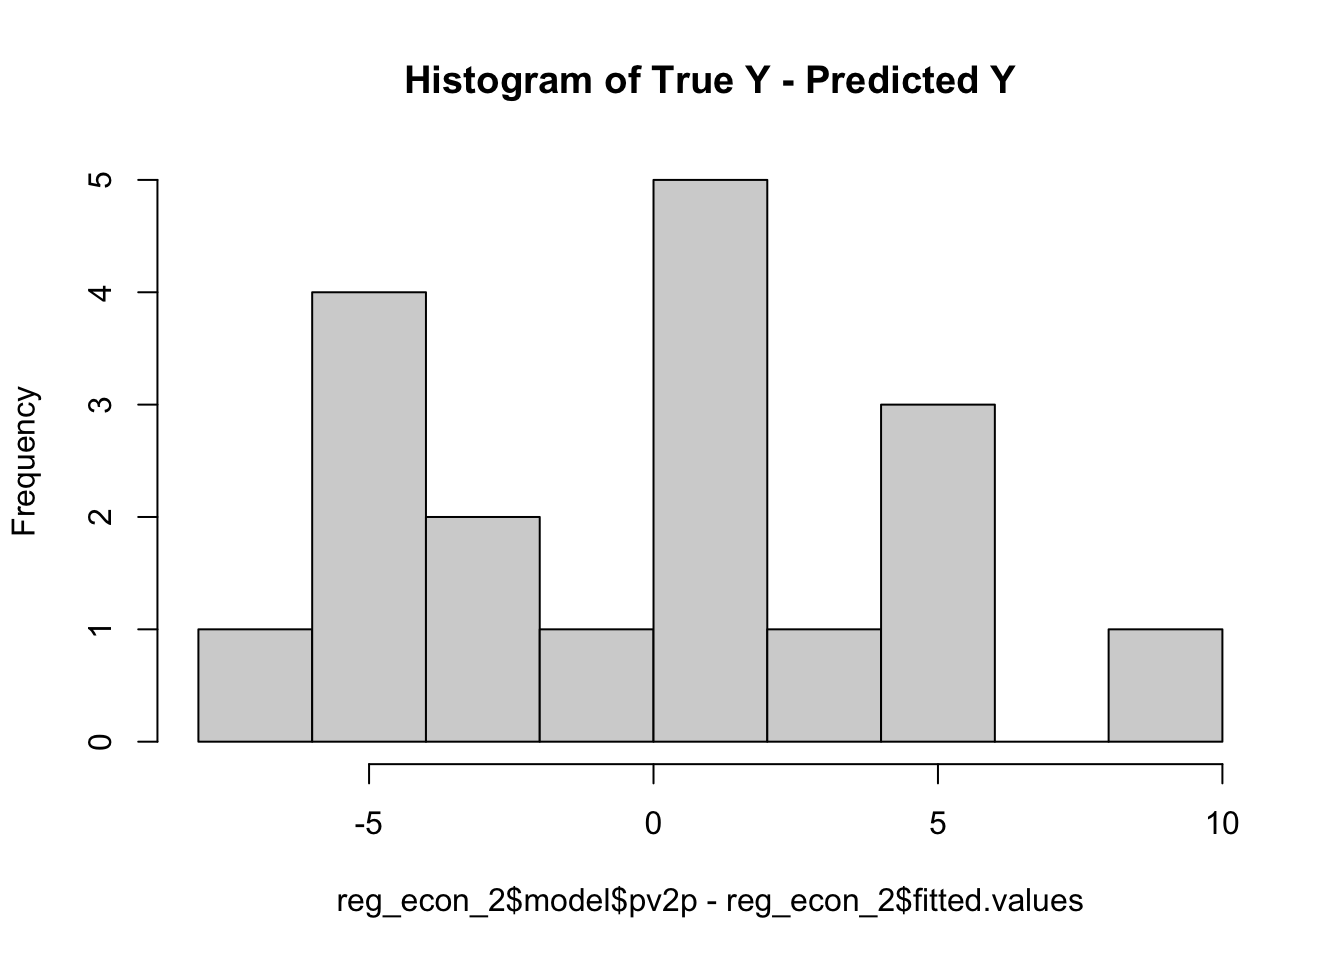 Histogram of True Y - Predicted Y
Frequency
5
4
3
2
1
0
-5 0 5 10
reg_econ_2$model$pv2p - reg_econ_2$fitted.values